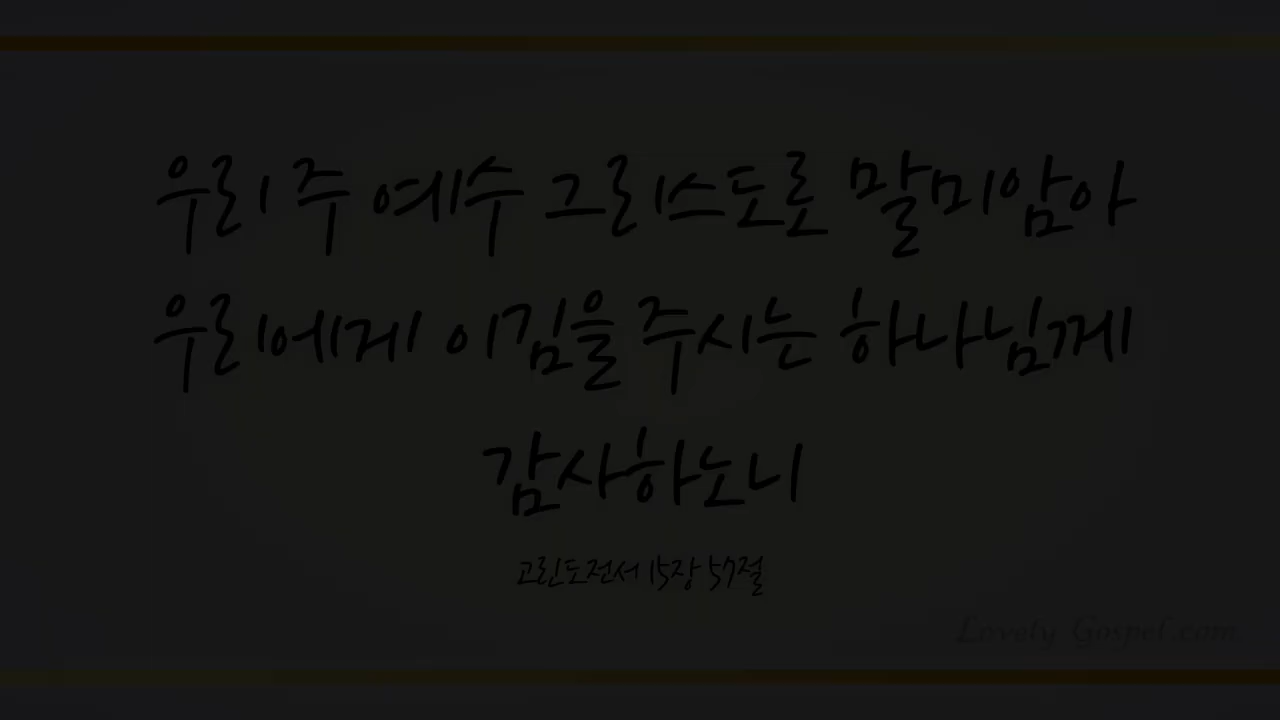 우리 주 예수 그리스도로 말미암아
우리에게 이김을 주시는 하나님께
감사하노니
고린도전서 15장 57절
Lovely Gospel.com